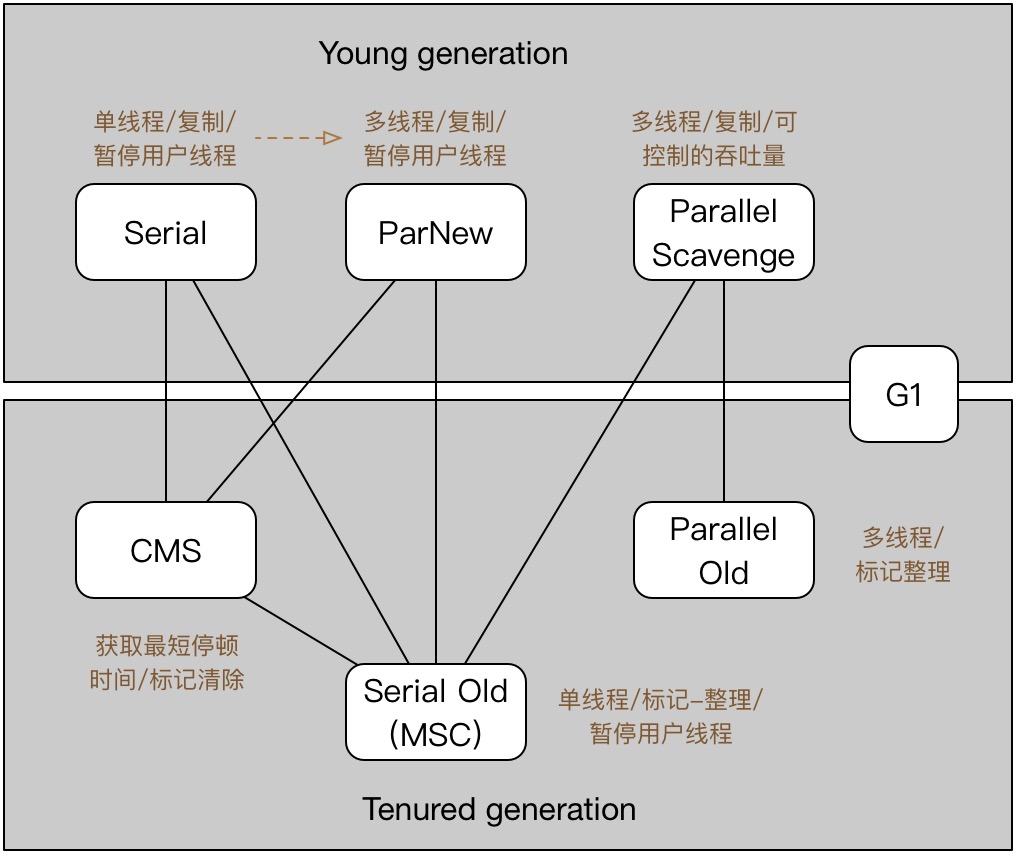 Young generation
单线程/复制/
暂停用户线程
多线程/复制/
暂停用户线程
多线程/复制/可
控制的吞吐量
Serial
ParNew
Parallel
Scavenge
G1
CMS
Parallel
Old
多线程/
标记整理
获取最短停顿
时间/标记清除
Serial Old
(MSC)
单线程/标记-整理/
暂停用户线程
Tenured generation